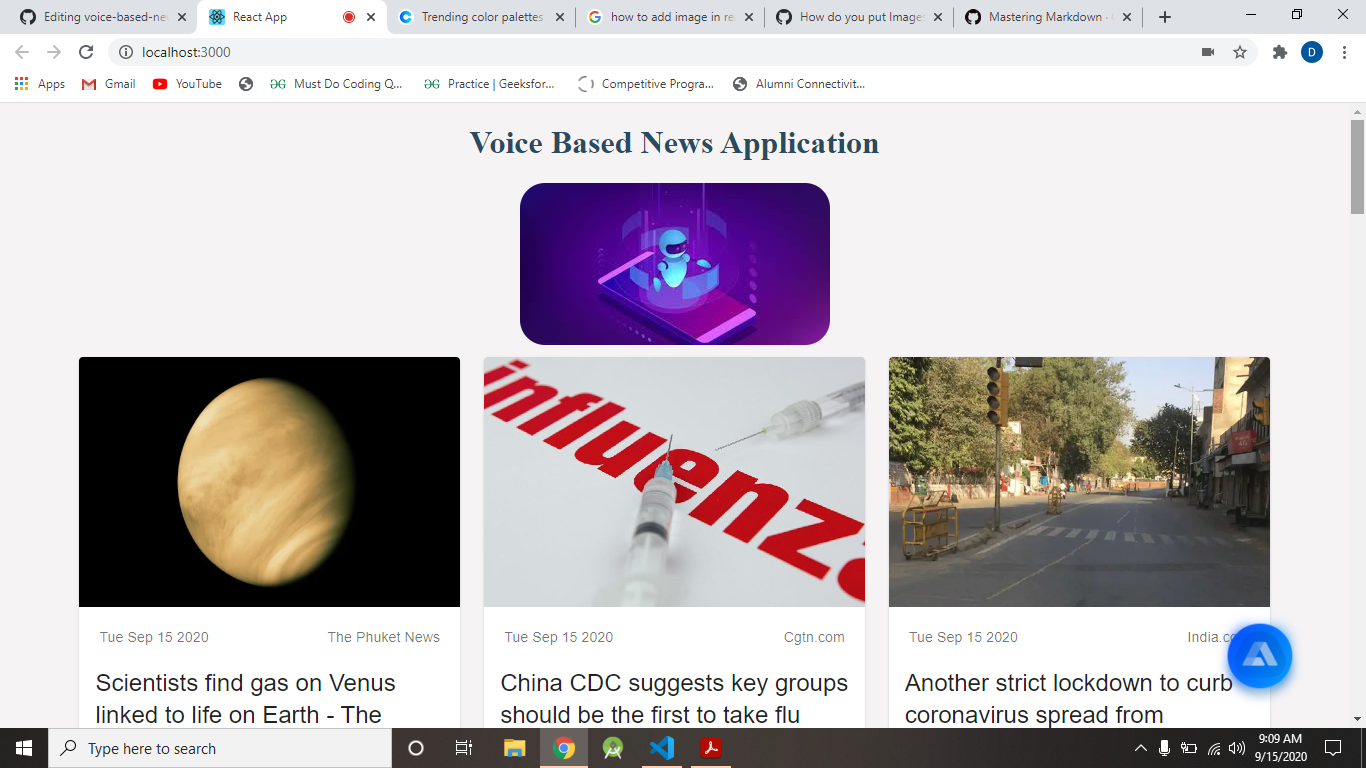 Editing voice-based-ne
React App
Trending color palettes
how to add image in re
How do you put Image
Mastering Markdown ·
localhost:3000
D
Apps
Gmail
YouTube
Must Do Coding Q...
Practice | Geeksfor...
Competitive Progra...
Alumni Connectivit...
Voice Based News Application
influenza
Tue Sep 15 2020
The Phuket News
Tue Sep 15 2020
Cgtn.com
Tue Sep 15 2020
India.co
Scientists find gas on Venus
linked to life on Earth - The
China CDC suggests key groups
should be the first to take flu
Another strict lockdown to curb
coronavirus spread from
Type here to search
9:09 AM
9/15/2020